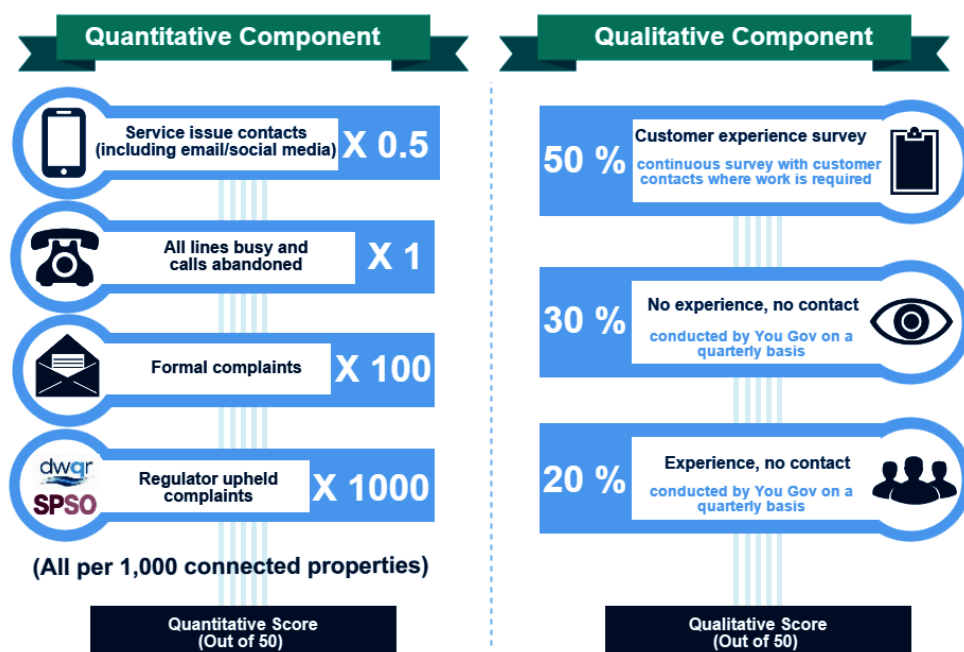 Quantitative Component
Service issue contacts
(including email/social media)
X 0.5
All lines busy and
calls abandoned
X 1
Formal complaints
X 100
dwqr
SPSO
Regulator upheld
complaints
X 1000
(All per 1,000 connected properties)
Quantitative Score
(Out of 50)
Qualitative Component
50 %
Customer experience survey
continuous survey with customer
contacts where work is required
30 %
No experience, no contact
conducted by You Gov on a
quarterly basis
20 %
Experience, no contact
conducted by You Gov on a
quarterly basis
Qualitative Score
(Out of 50)